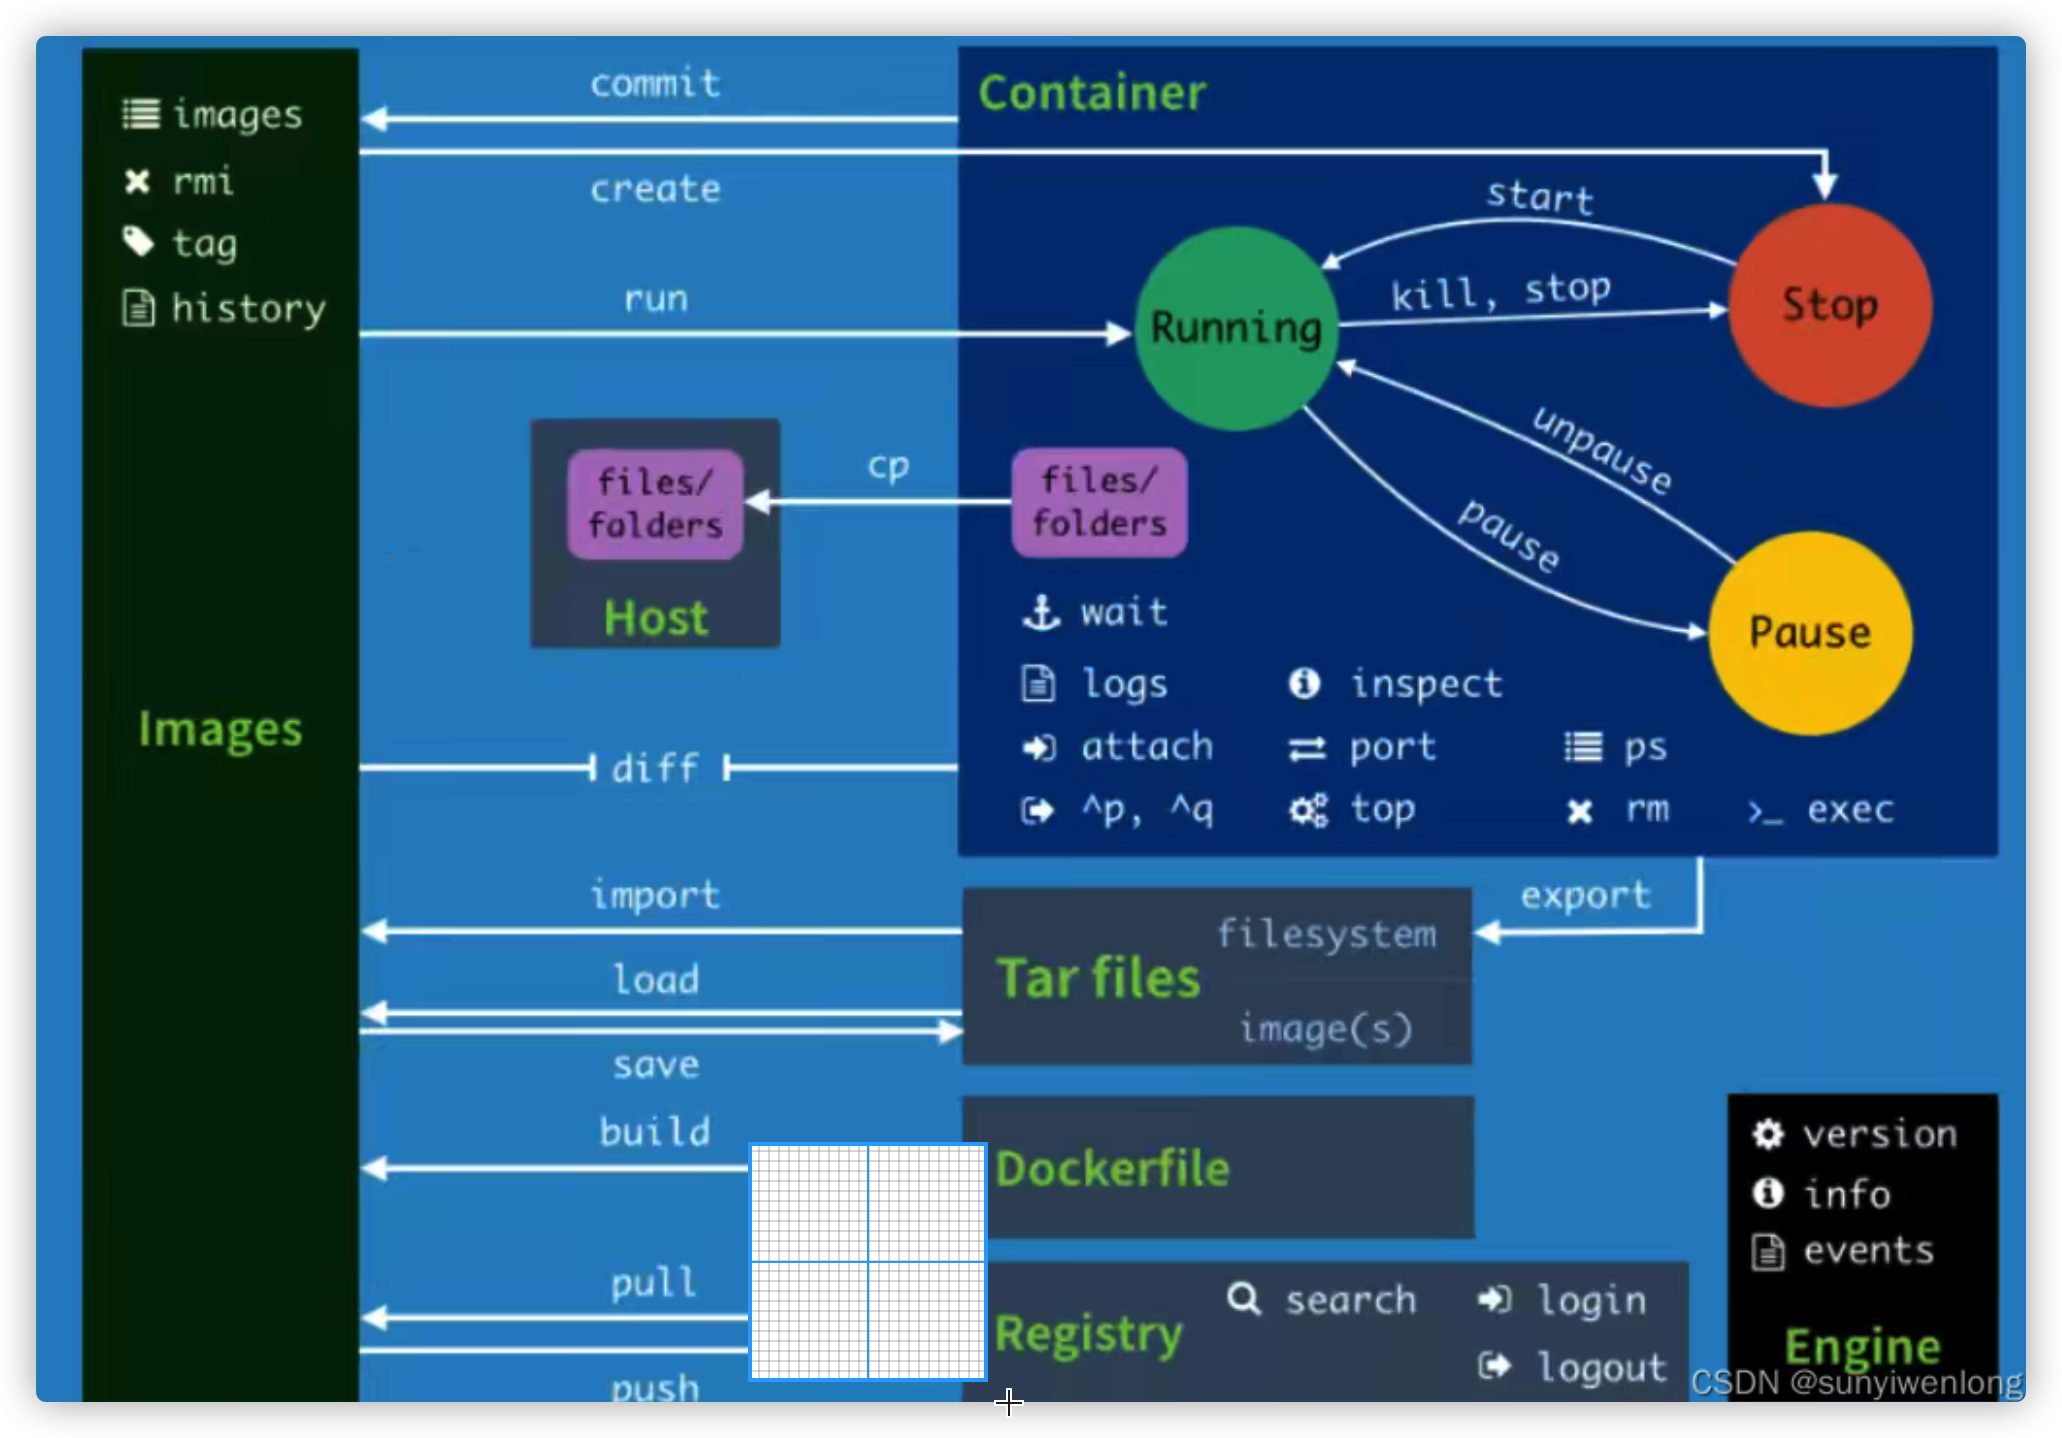 images
rmi
tag
history
Images
commit
create
run
files/
folders
Host
cp
diff
import
load
save
build
pull
push
Container
start
kill, stop
Running
Stop
unpause
pause
Pause
files/
folders
wait
logs
inspect
attach
port
ps
^p, ^q
top
rm
>_ exec
export
Tar files
filesystem
image(s)
Dockerfile
Registry
search
login
logout
version
info
events
Engine
CSDN @sunyiwenlong